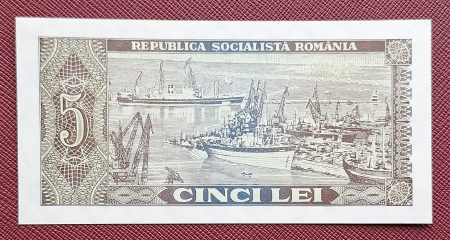 REPUBLICA SOCIALISTĂ ROMÂNIA
5
CINCI LEI